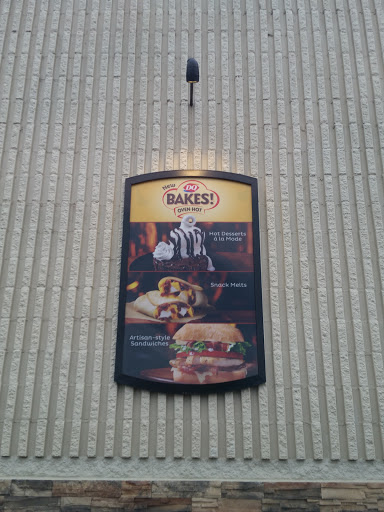 New
DQ
BAKES!
OVEN HOT
Hot Desserts
à la Mode
Snack Melts
Artisan-style
Sandwiches